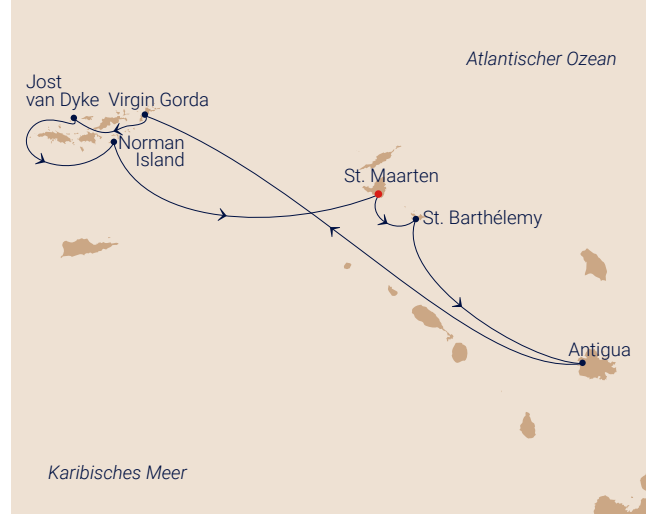 Atlantischer Ozean
Jost
van Dyke
Virgin Gorda
Norman
Island
St. Maarten
St. Barthélemy
Antigua
Karibisches Meer